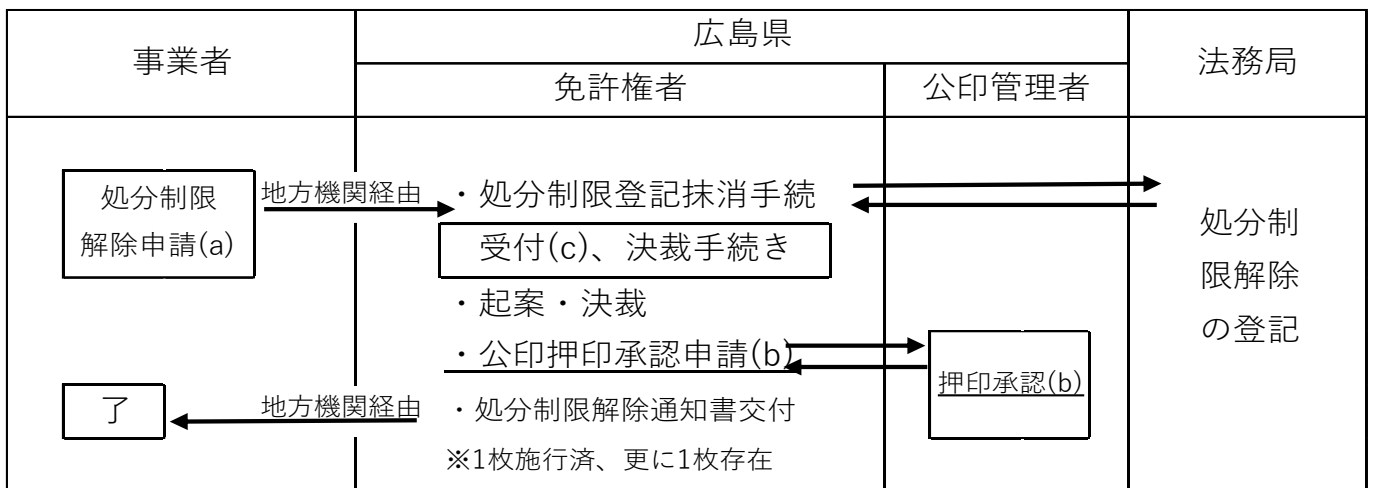 事業者
広島県
法務局
免許権者
公印管理者
処分制限
解除申請(a)
地方機関経由
・処分制限登記抹消手続
受付(c)、決裁手続き
・起案・決裁
・公印押印承認申請(b)
押印承認(b)
処分制
限解除
の登記
了
地方機関経由
・処分制限解除通知書交付
※1枚施行済、更に1枚存在